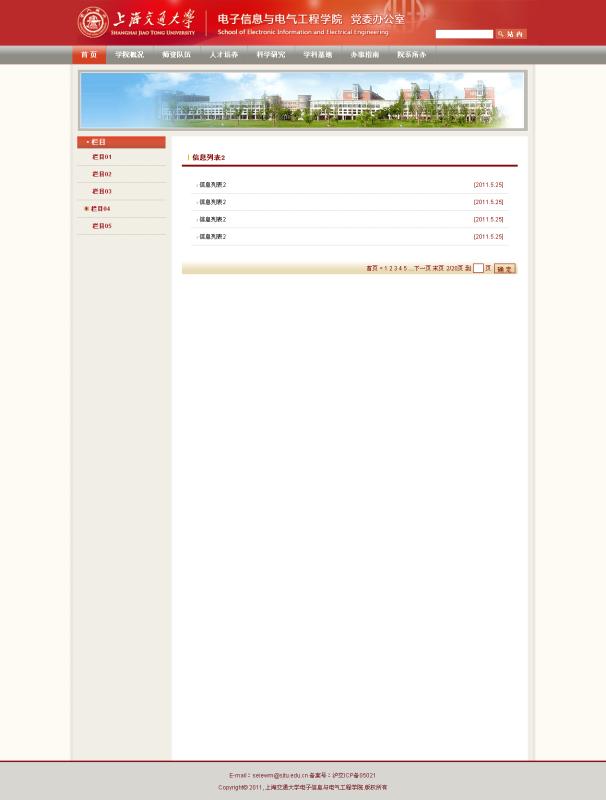 上海交通大学 电子信息与电气工程学院 党委办公室
SHANGHAI JIAO TONG UNIVERSITY School of Electronic Information and Electrical Engineering
站 内
首 页 学院概况 师资队伍 人才培养 科学研究 学科基地 办事指南 院系所办
栏目
栏目01
栏目02
栏目03
栏目04
栏目05
信息列表2
信息列表2 [2011.5.25]
信息列表2 [2011.5.25]
信息列表2 [2011.5.25]
信息列表2 [2011.5.25]
首页 « 1 2 3 4 5 ...下一页 末页 2/20页 到 页 确 定
E-mail：seiewm@sjtu.edu.cn 备案号：沪交ICP备05021
Copyright© 2011, 上海交通大学电子信息与电气工程学院 版权所有